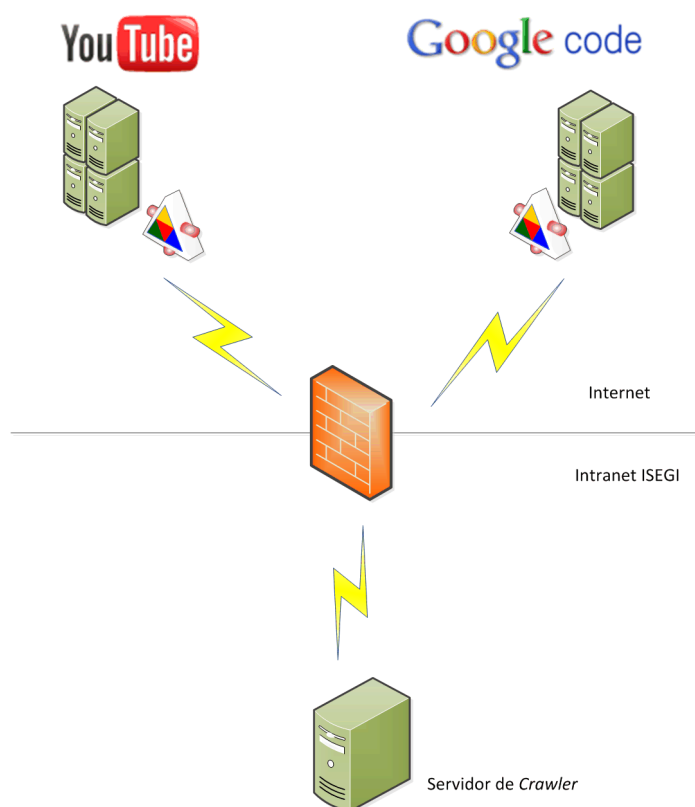 YouTube
Google code
Internet
Intranet ISEGI
Servidor de Crawler